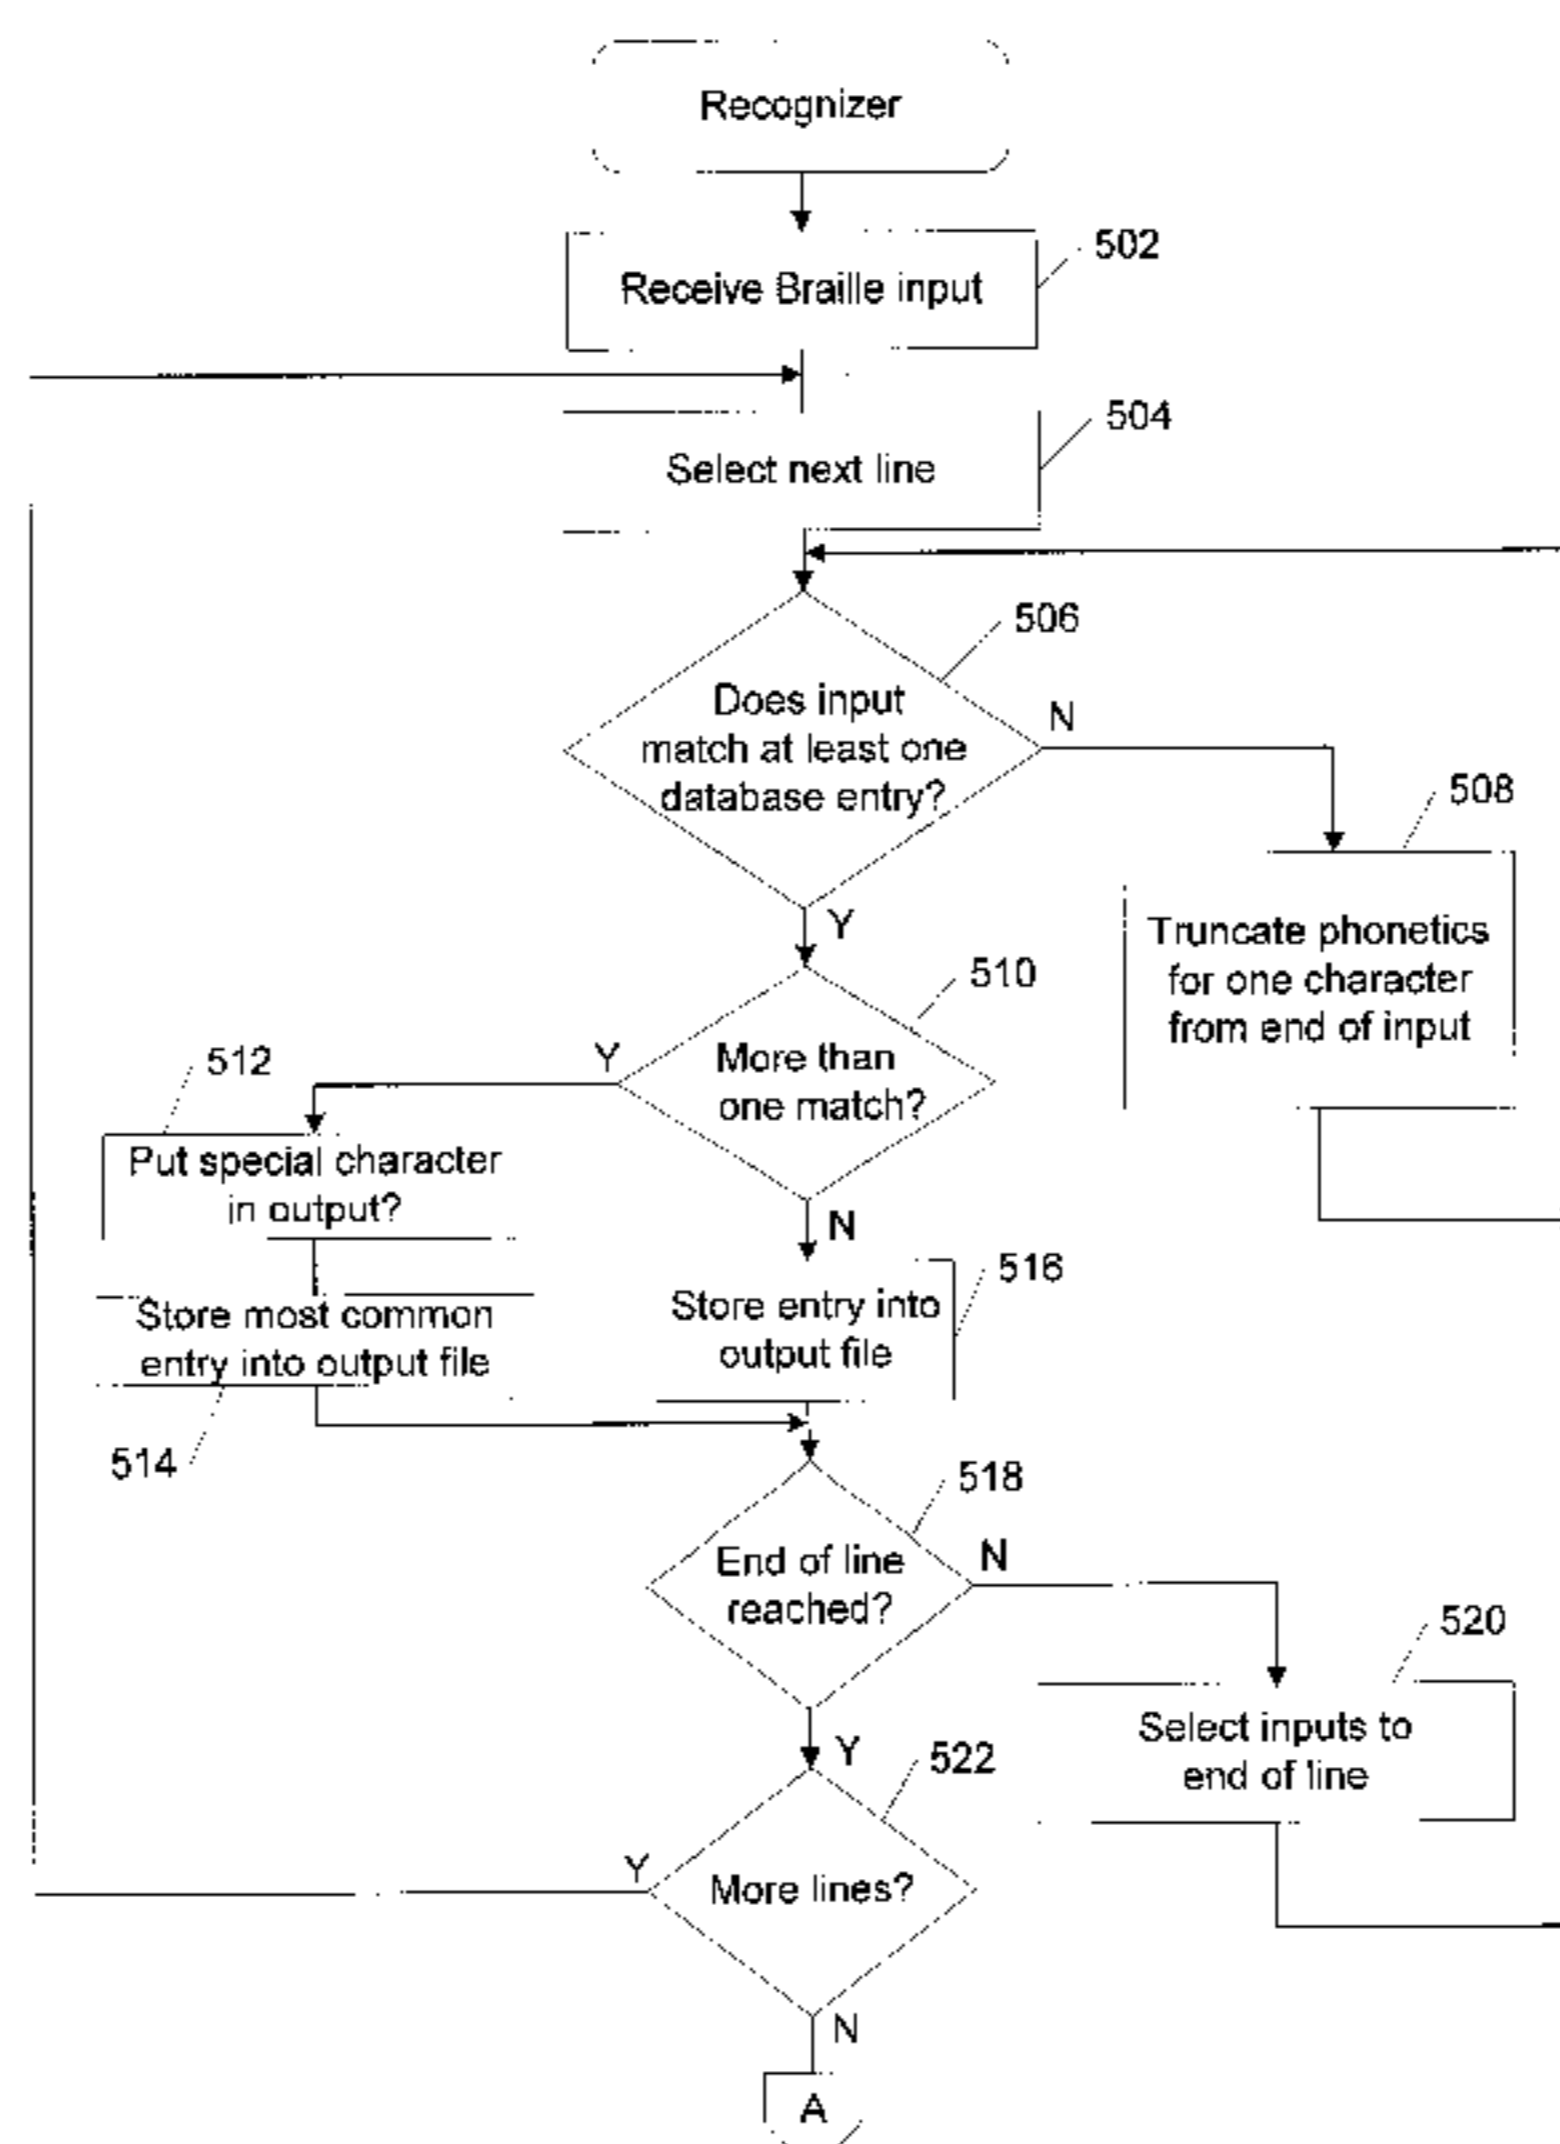 Recognizer
502
Receive Braille input
504
Select next line
506
Does input
match at least one
database entry?
N
508
Y
Truncate phonetics
for one character
from end of input
510
More than
one match?
Y
512
Put special character
in output?
N
516
Store most common
entry into output file
Store entry into
output file
514
518
End of line
reached?
N
520
Select inputs to
end of line
Y
522
More lines?
Y
N
A